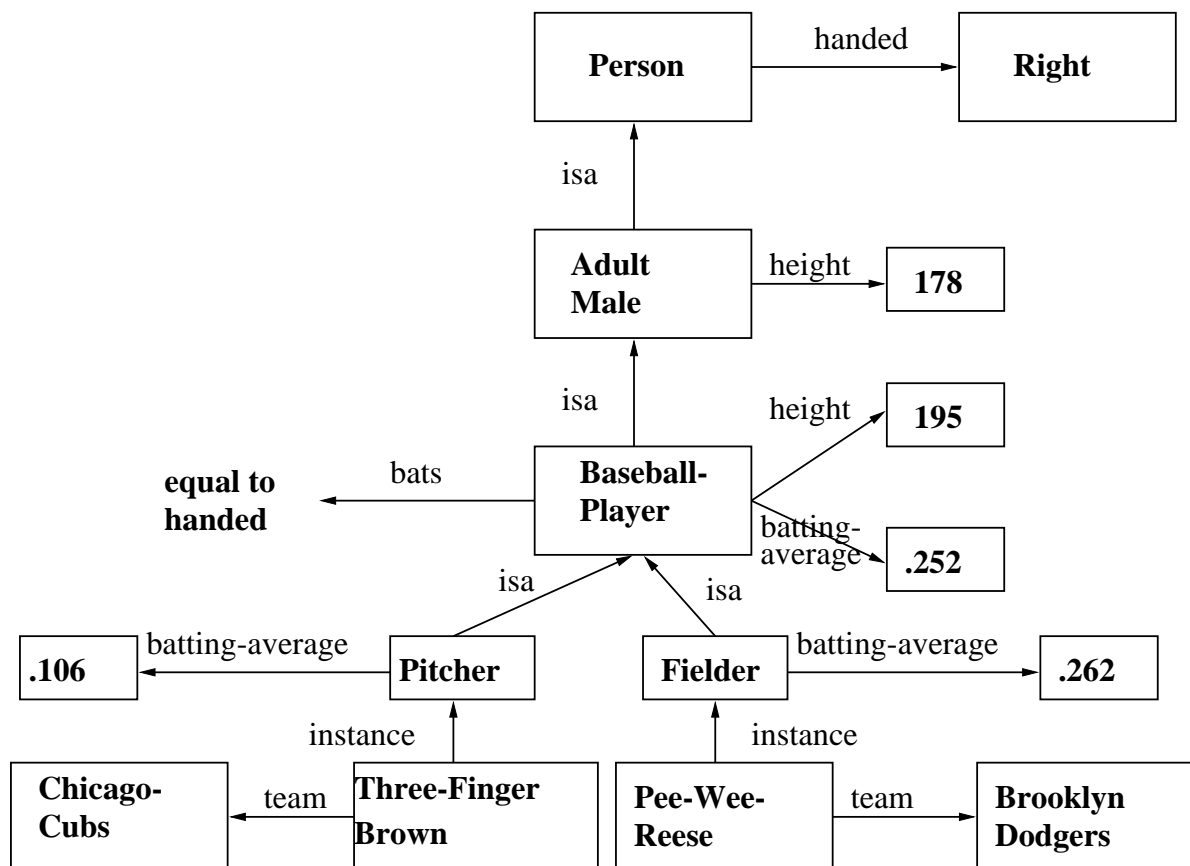 handed
Person
Right
isa
Adult
Male
height
178
isa
height
195
bats
equal to
handed
Baseball-
Player
batting-
average
.252
isa
isa
batting-average
.106
Pitcher
Fielder
batting-average
.262
instance
instance
Chicago-
Cubs
team
Three-Finger
Brown
Pee-Wee-
Reese
team
Brooklyn
Dodgers